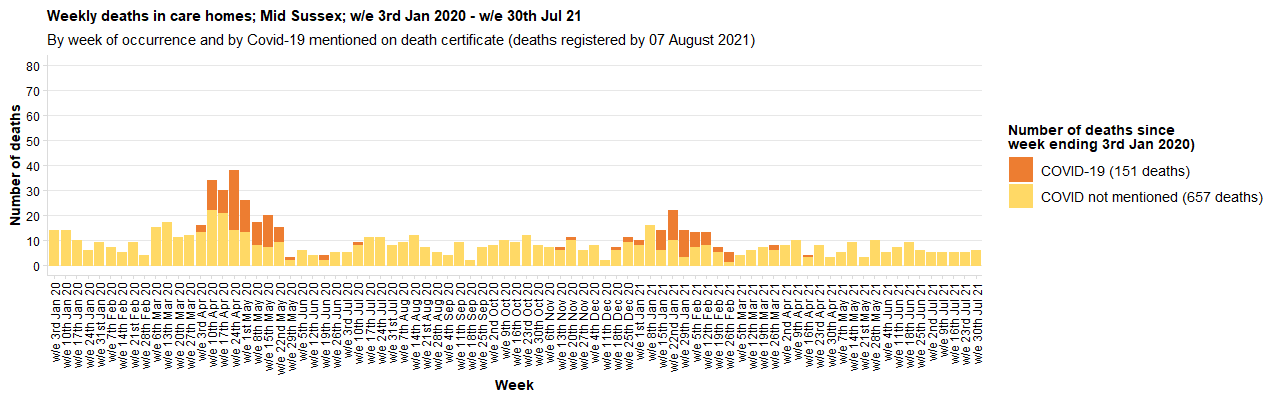 Weekly deaths in care homes; Mid Sussex; w/e 3rd Jan 2020 - w/e 30th Jul 21
By week of occurrence and by Covid-19 mentioned on death certificate (deaths registered by 07 August 2021)
Number of deaths
80
70
60
50
40
30
20
10
0
w/e 3rd Jan 20
w/e 10th Jan 20
w/e 17th Jan 20
w/e 24th Jan 20
w/e 31st Jan 20
w/e 7th Feb 20
w/e 14th Feb 20
w/e 21st Feb 20
w/e 28th Feb 20
w/e 6th Mar 20
w/e 13th Mar 20
w/e 20th Mar 20
w/e 27th Mar 20
w/e 3rd Apr 20
w/e 10th Apr 20
w/e 17th Apr 20
w/e 24th Apr 20
w/e 1st May 20
w/e 8th May 20
w/e 15th May 20
w/e 22nd May 20
w/e 29th May 20
w/e 5th Jun 20
w/e 12th Jun 20
w/e 19th Jun 20
w/e 26th Jun 20
w/e 3rd Jul 20
w/e 10th Jul 20
w/e 17th Jul 20
w/e 24th Jul 20
w/e 31st Jul 20
w/e 7th Aug 20
w/e 14th Aug 20
w/e 21st Aug 20
w/e 28th Aug 20
w/e 4th Sep 20
w/e 11th Sep 20
w/e 18th Sep 20
w/e 25th Sep 20
w/e 2nd Oct 20
w/e 9th Oct 20
w/e 16th Oct 20
w/e 23rd Oct 20
w/e 30th Oct 20
w/e 6th Nov 20
w/e 13th Nov 20
w/e 20th Nov 20
w/e 27th Nov 20
w/e 4th Dec 20
w/e 11th Dec 20
w/e 18th Dec 20
w/e 25th Dec 20
w/e 1st Jan 21
w/e 8th Jan 21
w/e 15th Jan 21
w/e 22nd Jan 21
w/e 29th Jan 21
w/e 5th Feb 21
w/e 12th Feb 21
w/e 19th Feb 21
w/e 26th Feb 21
w/e 5th Mar 21
w/e 12th Mar 21
w/e 19th Mar 21
w/e 26th Mar 21
w/e 2nd Apr 21
w/e 9th Apr 21
w/e 16th Apr 21
w/e 23rd Apr 21
w/e 30th Apr 21
w/e 7th May 21
w/e 14th May 21
w/e 21st May 21
w/e 28th May 21
w/e 4th Jun 21
w/e 11th Jun 21
w/e 18th Jun 21
w/e 25th Jun 21
w/e 2nd Jul 21
w/e 9th Jul 21
w/e 16th Jul 21
w/e 23rd Jul 21
w/e 30th Jul 21
Week
Number of deaths since
week ending 3rd Jan 2020)
COVID-19 (151 deaths)
COVID not mentioned (657 deaths)